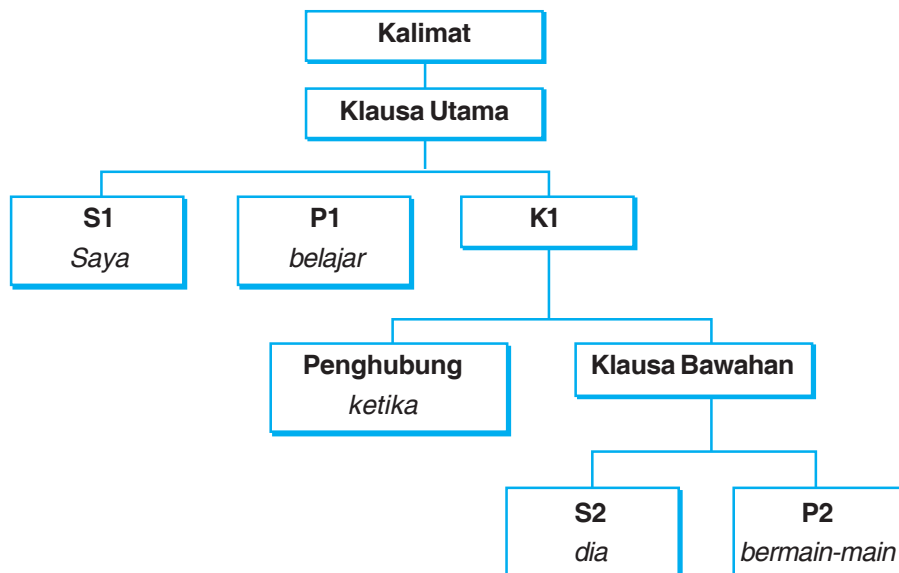 Kalimat
Klausa Utama
S1
Saya
P1
belajar
K1
Penghubung
ketika
Klausa Bawahan
S2
dia
P2
bermain-main